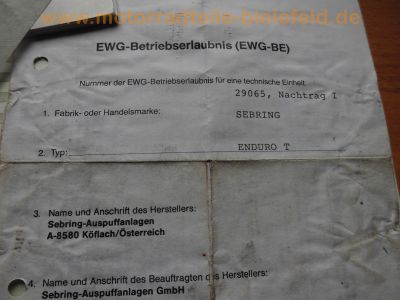 www.motorradteile-bielefeld.de
EWG-Betriebserlaubnis (EWG-BE)
Nummer der EWG-Betriebserlaubnis für eine technische Einheit
29065, Nachtrag I
1. Fabrik- oder Handelsmarke: SEBRING
2. Typ: ENDURO T
3. Name und Anschrift des Herstellers:
Sebring-Auspuffanlagen
A-8580 Köflach/Österreich
4. Name und Anschrift des Beauftragten des Herstellers:
Sebring-Auspuffanlagen GmbH